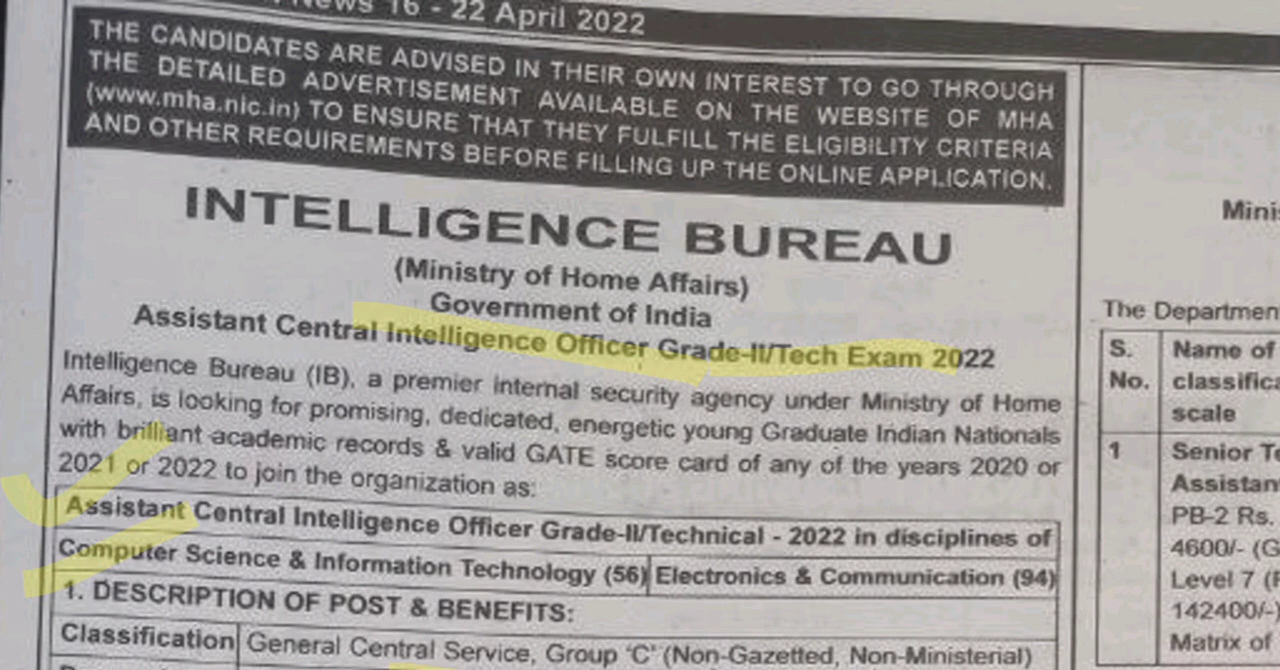 News 16 - 22 April 2022
THE CANDIDATES ARE ADVISED IN THEIR OWN INTEREST TO GO THROUGH
THE DETAILED ADVERTISEMENT AVAILABLE ON THE WEBSITE OF MHA
(www.mha.nic.in) TO ENSURE THAT THEY FULFILL THE ELIGIBILITY CRITERIA
AND OTHER REQUIREMENTS BEFORE FILLING UP THE ONLINE APPLICATION.
INTELLIGENCE BUREAU
(Ministry of Home Affairs)
Government of India
Assistant Central Intelligence Officer Grade-II/Tech Exam 2022
Intelligence Bureau (IB), a premier internal security agency under Ministry of Home
Affairs, is looking for promising, dedicated, energetic young Graduate Indian Nationals
with brilliant academic records & valid GATE score card of any of the years 2020 or
2021 or 2022 to join the organization as:
Assistant Central Intelligence Officer Grade-II/Technical - 2022 in disciplines of
Computer Science & Information Technology (56) Electronics & Communication (94)
1. DESCRIPTION OF POST & BENEFITS:
Classification General Central Service, Group 'C' (Non-Gazetted, Non-Ministerial)
Mini
The Departmen
S. No.
Name of
classifica
scale
1
Senior Te
Assistan
PB-2 Rs.
4600/- (G
Level 7 (
142400/-)
Matrix of